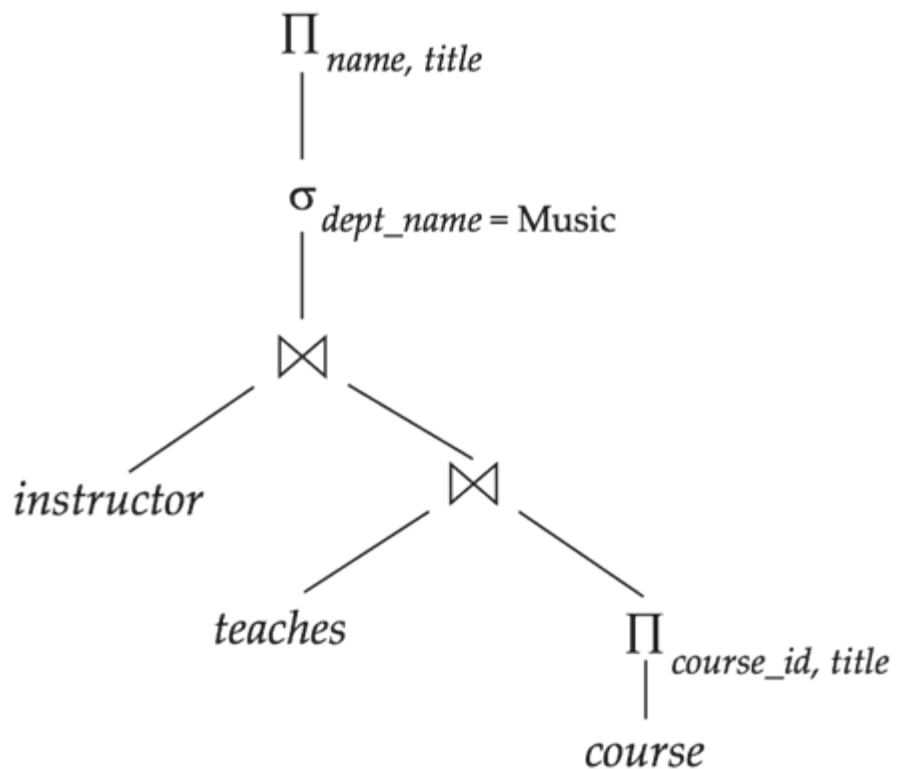 Π name, title
σ dept_name = Music
⋈
instructor
⋈
teaches
Π course_id, title
course